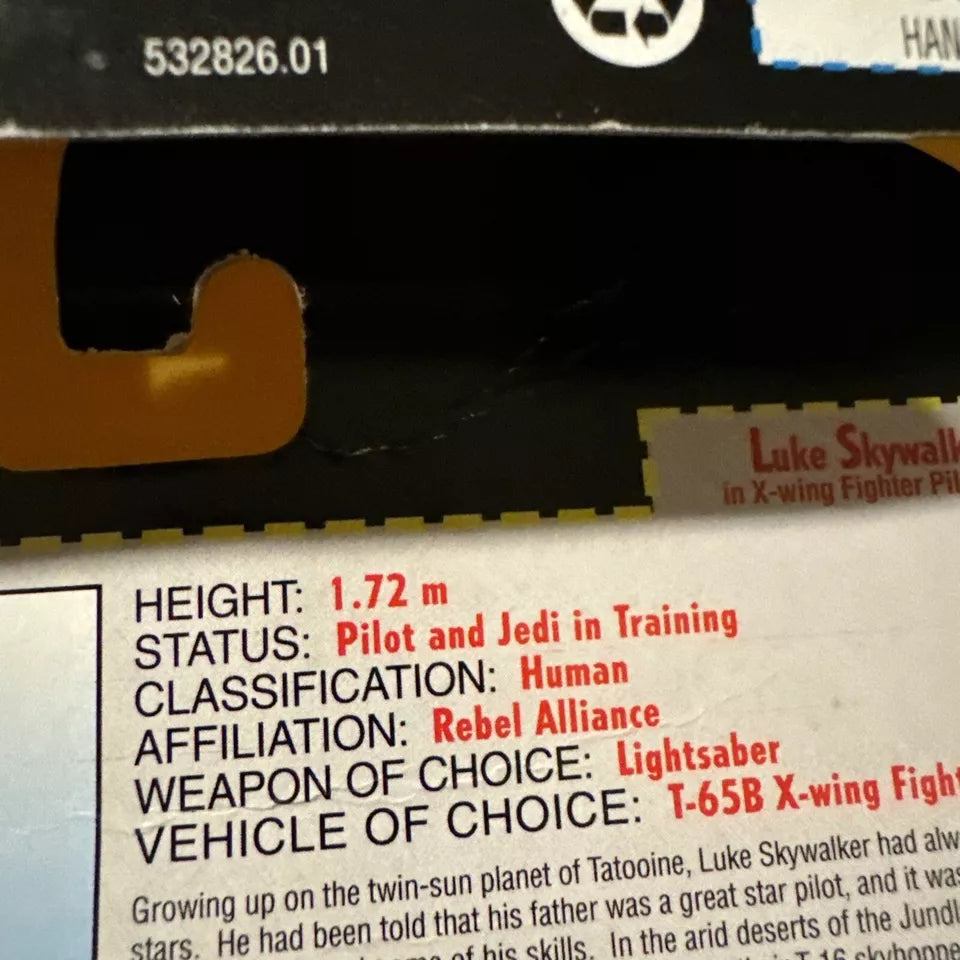 532826.01
HAN
Luke Skywalk
in X-wing Fighter Pil
HEIGHT: 1.72 m
STATUS: Pilot and Jedi in Training
CLASSIFICATION: Human
AFFILIATION: Rebel Alliance
WEAPON OF CHOICE: Lightsaber
VEHICLE OF CHOICE: T-65B X-wing Fight
Growing up on the twin-sun planet of Tatooine, Luke Skywalker had alw
stars. He had been told that his father was a great star pilot, and it was
of his skills. In the arid deserts of the Jundl
T-16 skyhoppe